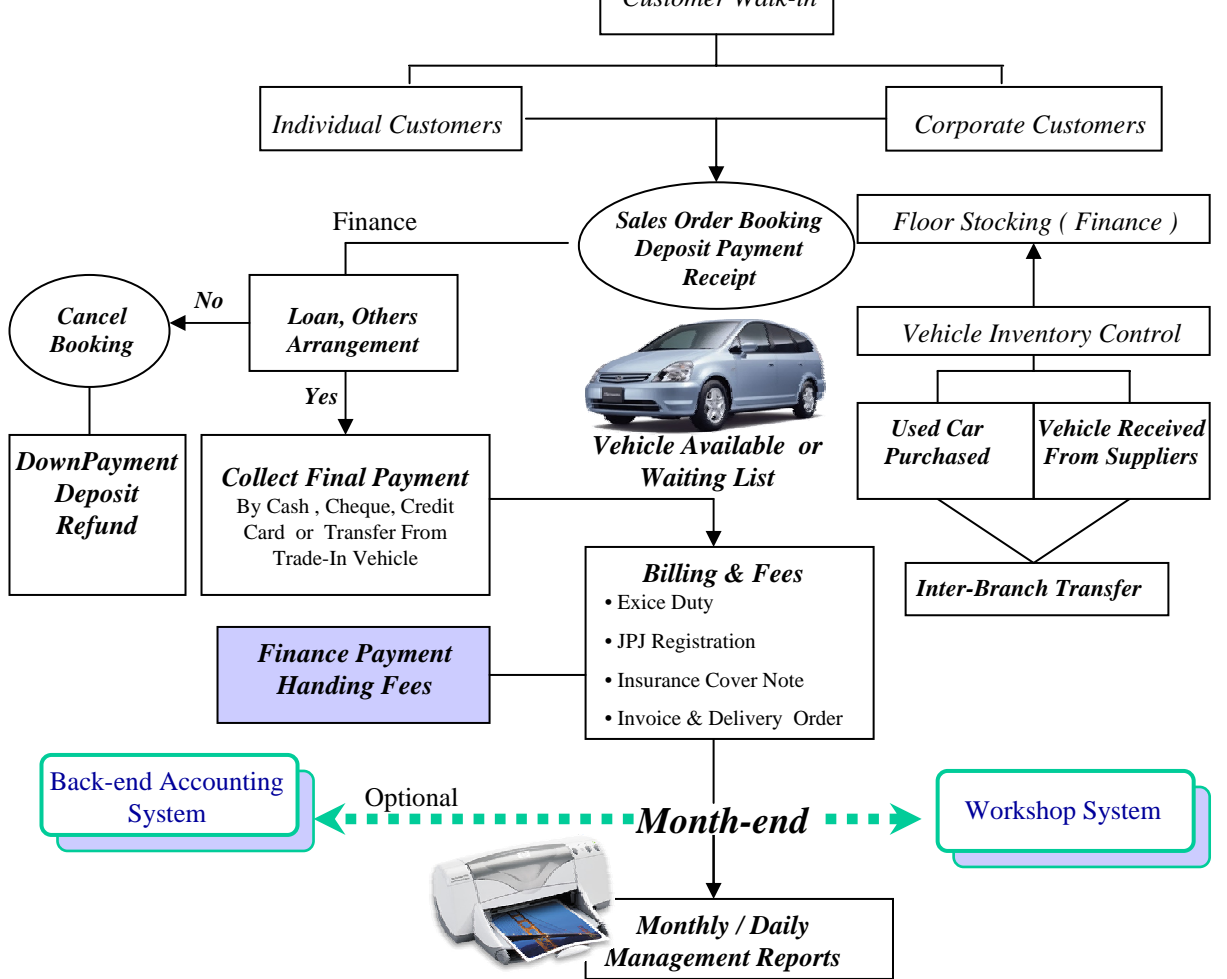 Customer Walk-in
Individual Customers
Corporate Customers
Finance
Sales Order Booking
Deposit Payment
Receipt
Floor Stocking ( Finance )
Cancel
Booking
No
Loan, Others
Arrangement
Vehicle Inventory Control
Yes
Used Car
Purchased
Vehicle Received
From Suppliers
Vehicle Available or
Waiting List
DownPayment
Deposit
Refund
Collect Final Payment
By Cash , Cheque, Credit
Card or Transfer From
Trade-In Vehicle
Billing & Fees
• Exice Duty
• JPJ Registration
• Insurance Cover Note
• Invoice & Delivery Order
Inter-Branch Transfer
Finance Payment
Handing Fees
Back-end Accounting
System
Optional
Month-end
Workshop System
Monthly / Daily
Management Reports